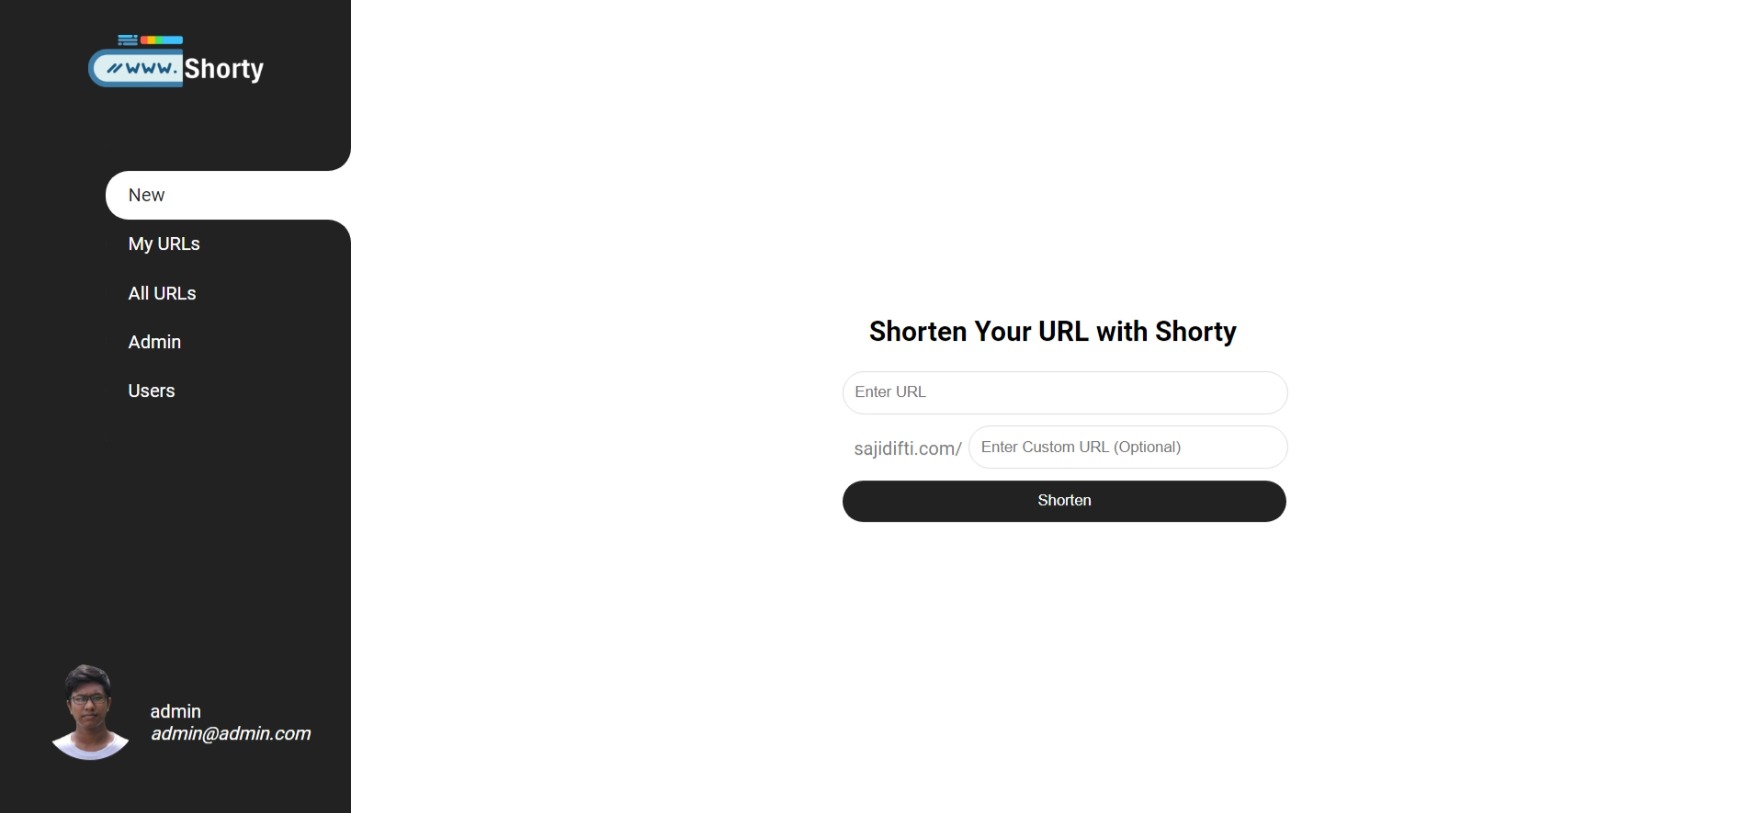 //www.Shorty
New
My URLs
All URLs
Admin
Users
admin
admin@admin.com
Shorten Your URL with Shorty
Enter URL
sajidifti.com/ Enter Custom URL (Optional)
Shorten